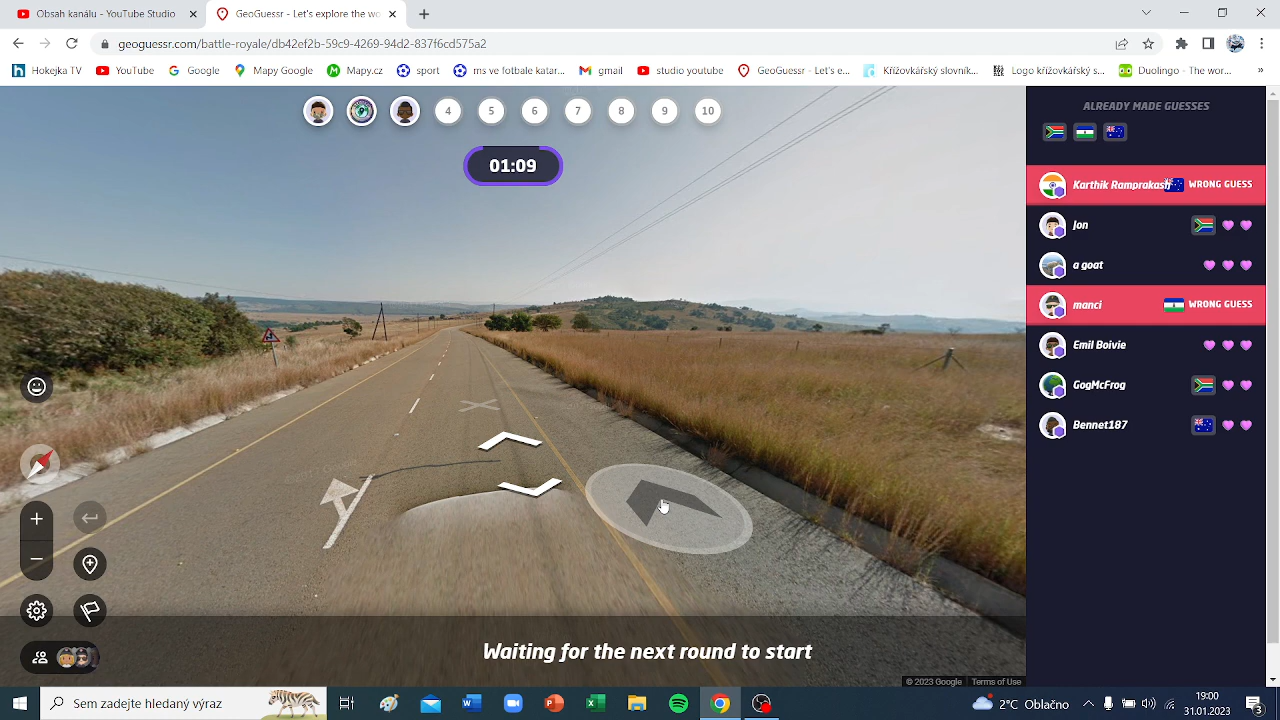 Obsah kanálu - YouTube Studio
GeoGuessr - Let's explore the wo
geoguessr.com/battle-royale/db42ef2b-59c9-4269-94d2-837f6cd575a2
Hokejka TV
YouTube
Google
Mapy Google
Mapy.cz
sort
ms ve fotbale statar...
gmail
studio youtube
GeoGuessr - Let's e...
Křížovkářský slovník...
Logo křížovkářský s...
Duolingo - The wor...
»
4 5 6 7 8 9 10
01:09
ALREADY MADE GUESSES
Karthik Ramprakash WRONG GUESS
Jon
a goat
manci WRONG GUESS
Emil Boivie
GogMcFrog
Bennet187
Waiting for the next round to start
© 2023 Google Terms of Use
Sem zadejte hledaný výraz
2°C Oblačno
19:00
31.01.2023
3